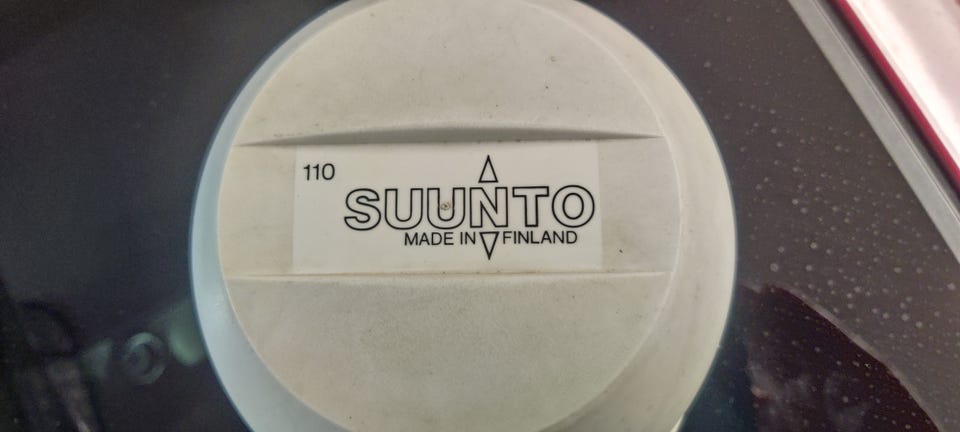 110
SUUNTO
MADE IN FINLAND